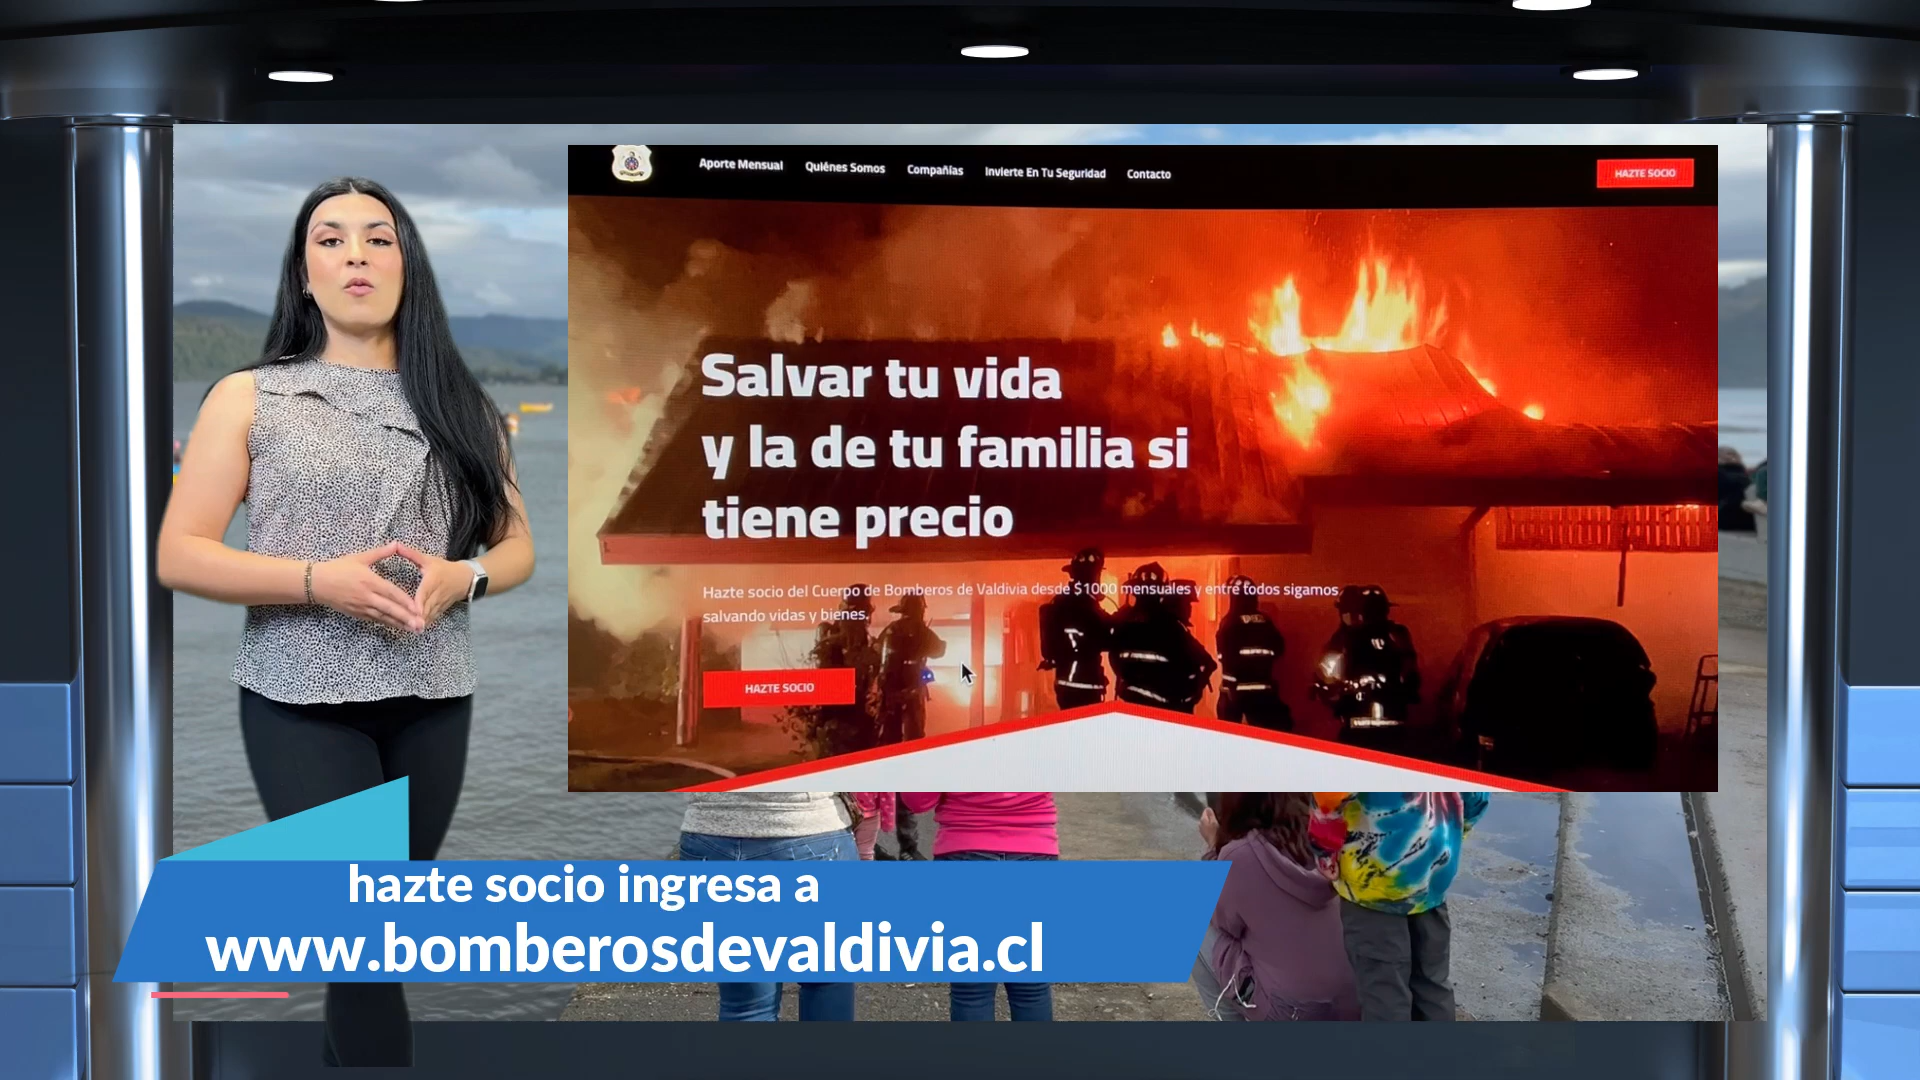 Aporte Mensual
Quiénes Somos
Compañías
Invierte En Tu Seguridad
Contacto
HAZTE SOCIO
Salvar tu vida
y la de tu familia si
tiene precio
Hazte socio del Cuerpo de Bomberos de Valdivia desde $1000 mensuales y entre todos sigamos
salvando vidas y bienes.
HAZTE SOCIO
hazte socio ingresa a
www.bomberosdevaldivia.cl